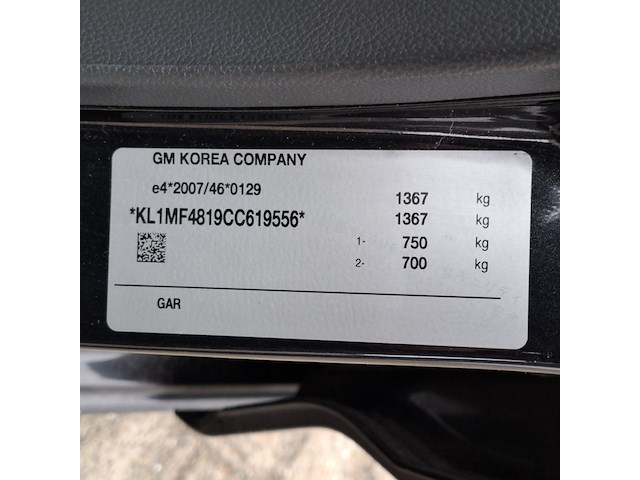 GM KOREA COMPANY
e4*2007/46*0129
1367 kg
*KL1MF4819CC619556* 1367 kg
1- 750 kg
2- 700 kg
GAR